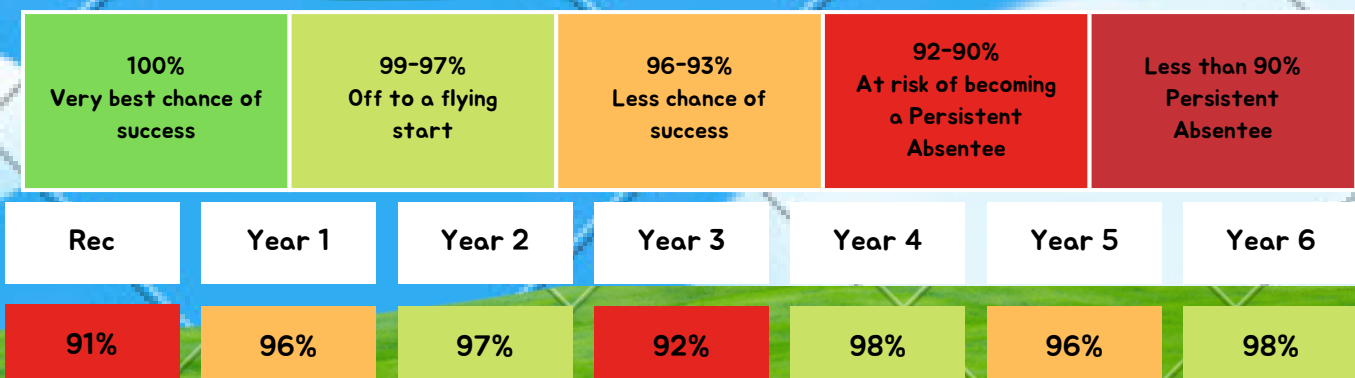 100%
Very best chance of
success
99-97%
Off to a flying
start
96-93%
Less chance of
success
92-90%
At risk of becoming
a Persistent
Absentee
Less than 90%
Persistent
Absentee
Rec
Year 1
Year 2
Year 3
Year 4
Year 5
Year 6
91%
96%
97%
92%
98%
96%
98%